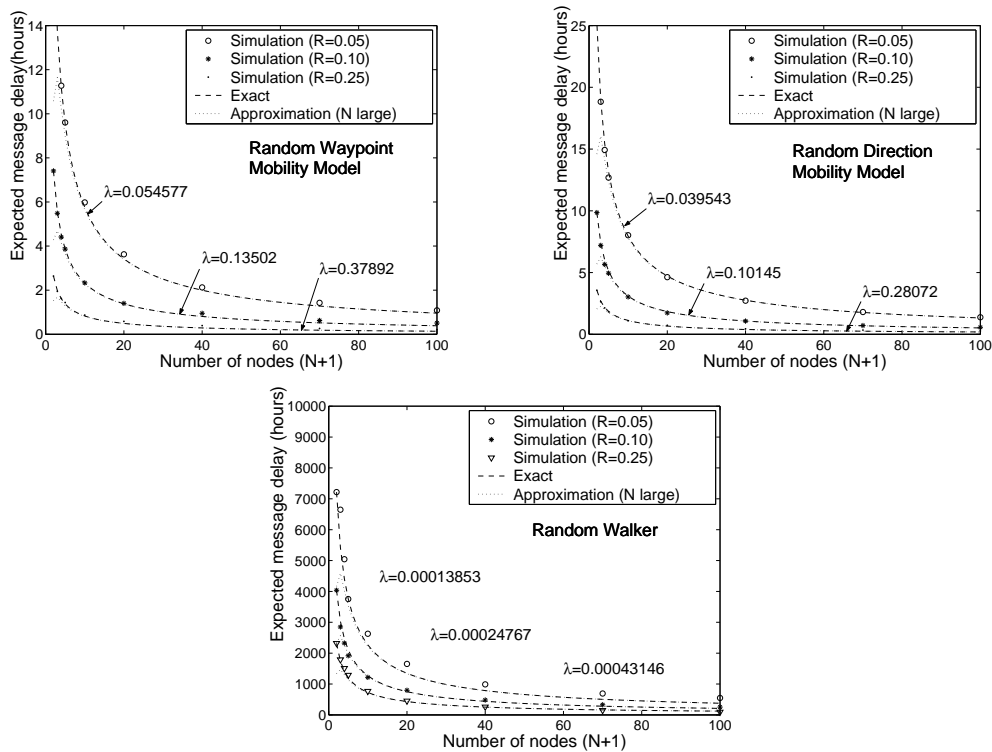 14
12
10
8
6
4
2
0
0
20
40
60
80
100
Expected message delay(hours)
Number of nodes (N+1)
Simulation (R=0.05)
Simulation (R=0.10)
Simulation (R=0.25)
Exact
Approximation (N large)
Random Waypoint
Mobility Model
λ=0.054577
λ=0.13502
λ=0.37892
25
20
15
10
5
0
0
20
40
60
80
100
Expected message delay (hours)
Number of nodes (N+1)
Simulation (R=0.05)
Simulation (R=0.10)
Simulation (R=0.25)
Exact
Approximation (N large)
Random Direction
Mobility Model
λ=0.039543
λ=0.10145
λ=0.28072
10000
9000
8000
7000
6000
5000
4000
3000
2000
1000
0
0
20
40
60
80
100
Expected message delay (hours)
Number of nodes (N+1)
Simulation (R=0.05)
Simulation (R=0.10)
Simulation (R=0.25)
Exact
Approximation (N large)
Random Walker
λ=0.00013853
λ=0.00024767
λ=0.00043146